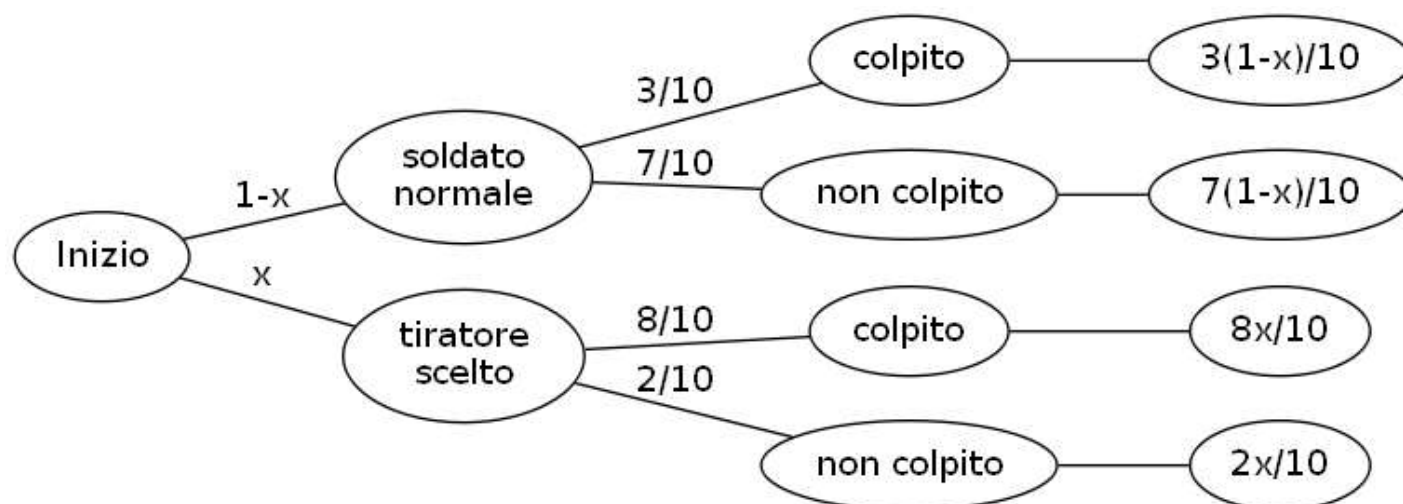 Inizio
1-x
x
soldato
normale
tiratore
scelto
3/10
7/10
8/10
2/10
colpito
non colpito
colpito
non colpito
3(1-x)/10
7(1-x)/10
8x/10
2x/10